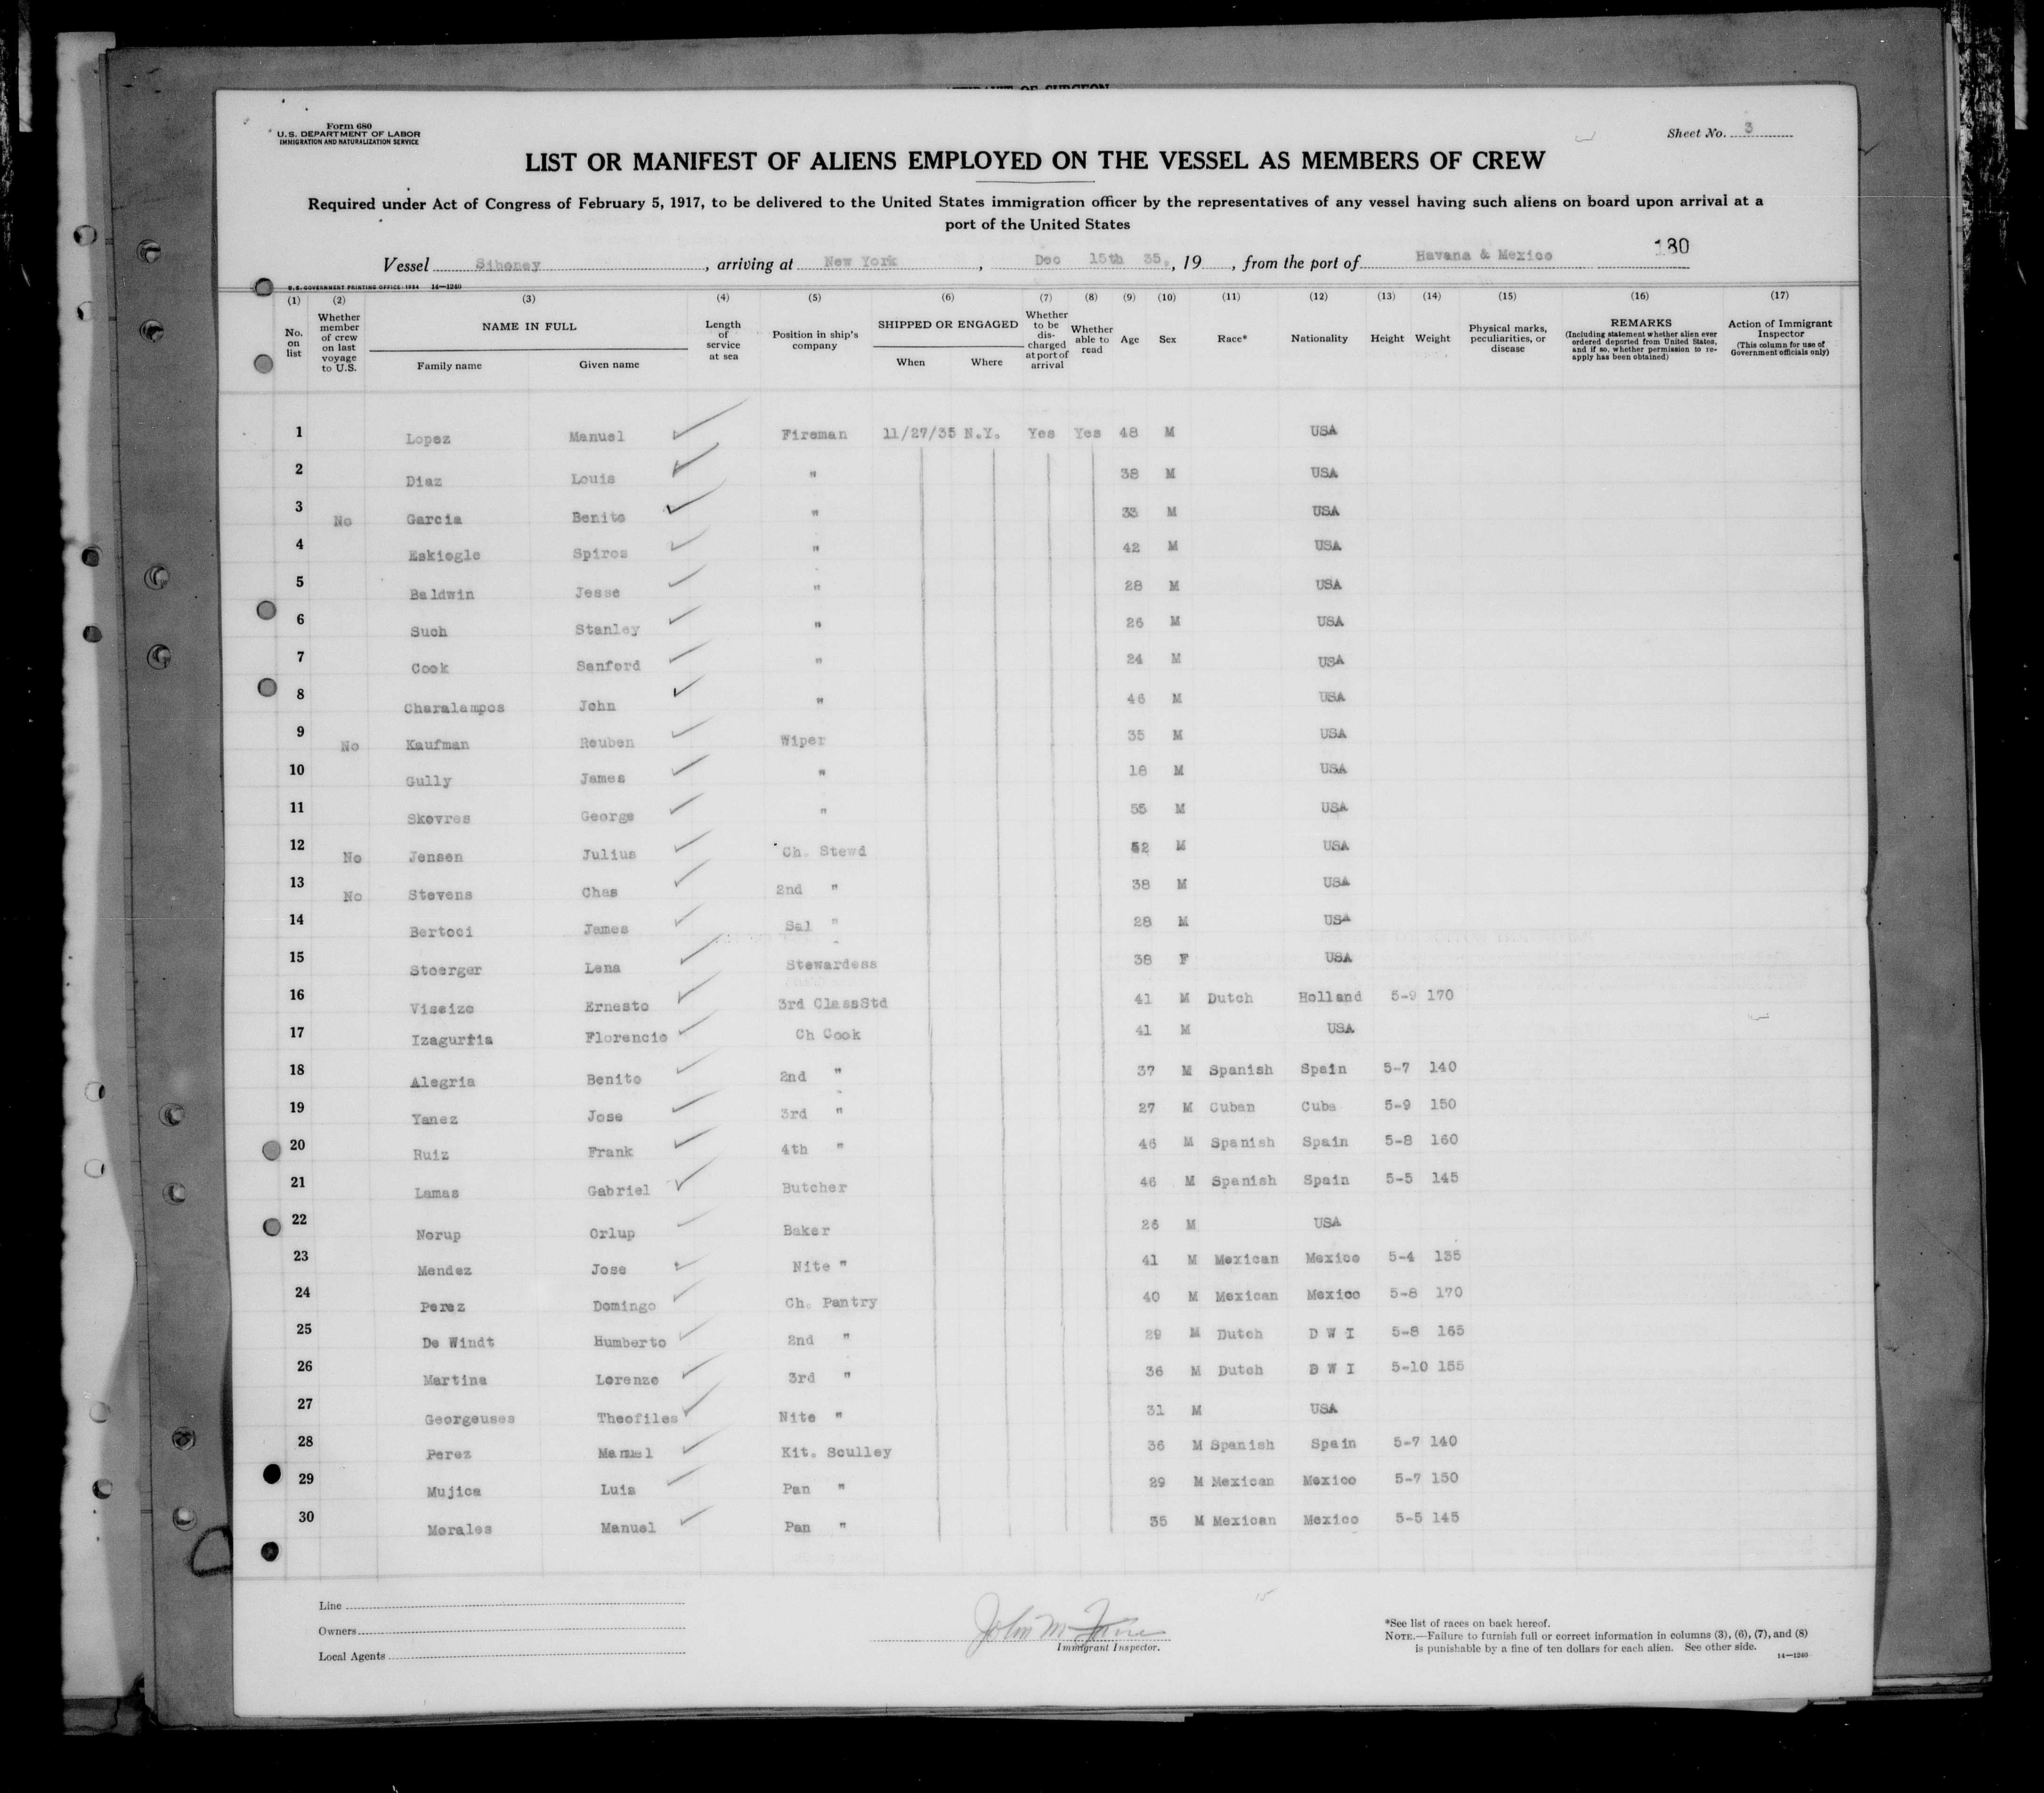 Form 680
U.S. DEPARTMENT OF LABOR
IMMIGRATION AND NATURALIZATION SERVICE
Sheet No. 3
LIST OR MANIFEST OF ALIENS EMPLOYED ON THE VESSEL AS MEMBERS OF CREW
Required under Act of Congress of February 5, 1917, to be delivered to the United States immigration officer by the representatives of any vessel having such aliens on board upon arrival at a
port of the United States
130
Vessel Siboney, arriving at New York, Dec 15th 35, 19, from the port of Havana & Mexico
U.S. GOVERNMENT PRINTING OFFICE: 1934 14—1240
(1) (2) (3) (4) (5) (6) (7) (8) (9) (10) (11) (12) (13) (14) (15) (16) (17)
No. on list
Whether member of crew on last voyage to U.S.
NAME IN FULL
Family name Given name
Length of service at sea
Position in ship's company
SHIPPED OR ENGAGED
When Where
Whether to be discharged at port of arrival
Whether able to read
Age Sex Race* Nationality Height Weight
Physical marks, peculiarities, or disease
REMARKS
(Including statement whether alien ever ordered deported from United States, and if so, whether permission to re-apply has been obtained)
Action of Immigrant Inspector
(This column for use of Government officials only)
1 Lopez Manuel Fireman 11/27/35 N.Y. Yes Yes 48 M USA
2 Diaz Louis " 38 M USA
3 No Garcia Benito " 33 M USA
4 Eskiogle Spiros " 42 M USA
5 Baldwin Jesse " 28 M USA
6 Such Stanley " 26 M USA
7 Cook Sanford " 24 M USA
8 Charalampos John " 46 M USA
9 No Kaufman Reuben Wiper 35 M USA
10 Gully James " 18 M USA
11 Skovres George " 55 M USA
12 No Jensen Julius Ch. Stewd 52 M USA
13 No Stevens Chas 2nd " 38 M USA
14 Bertoci James Sal " 28 M USA
15 Stoerger Lena Stewardess 38 F USA
16 Viseizo Ernesto 3rd ClassStd 41 M Dutch Holland 5-9 170
17 Izagurria Florencio Ch Cook 41 M USA
18 Alegria Benito 2nd " 37 M Spanish Spain 5-7 140
19 Yanez Jose 3rd " 27 M Cuban Cuba 5-9 150
20 Ruiz Frank 4th " 46 M Spanish Spain 5-8 160
21 Lamas Gabriel Butcher 46 M Spanish Spain 5-5 145
22 Norup Orlup Baker 26 M USA
23 Mendez Jose Nite " 41 M Mexican Mexico 5-4 135
24 Perez Domingo Ch. Pantry 40 M Mexican Mexico 5-8 170
25 De Windt Humberto 2nd " 29 M Dutch D W I 5-8 165
26 Martina Lorenzo 3rd " 36 M Dutch D W I 5-10 155
27 Georgeuses Theofiles Nite " 31 M USA
28 Perez Manuel Kit. Sculley 36 M Spanish Spain 5-7 140
29 Mujica Luis Pan " 29 M Mexican Mexico 5-7 150
30 Morales Manuel Pan " 35 M Mexican Mexico 5-5 145
Line
Owners
Local Agents
John M
Immigrant Inspector.
*See list of races on back hereof.
NOTE.—Failure to furnish full or correct information in columns (3), (6), (7), and (8)
is punishable by a fine of ten dollars for each alien. See other side.
14—1240